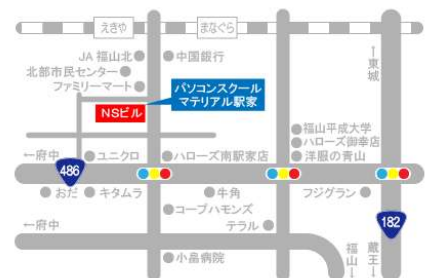 えきや
まなぐら
JA 福山北
中国銀行
北部市民センター
ファミリーマート
↑東城
パソコンスクール
マテリアル駅家
NSビル
福山平成大学
ハローズ御幸店
洋服の青山
←府中
ユニクロ
ハローズ南駅家店
486
おだ
キタムラ
牛角
フジグラン
コープハモンズ
←府中
テラル
182
小畠病院
福山↓
蔵王↓